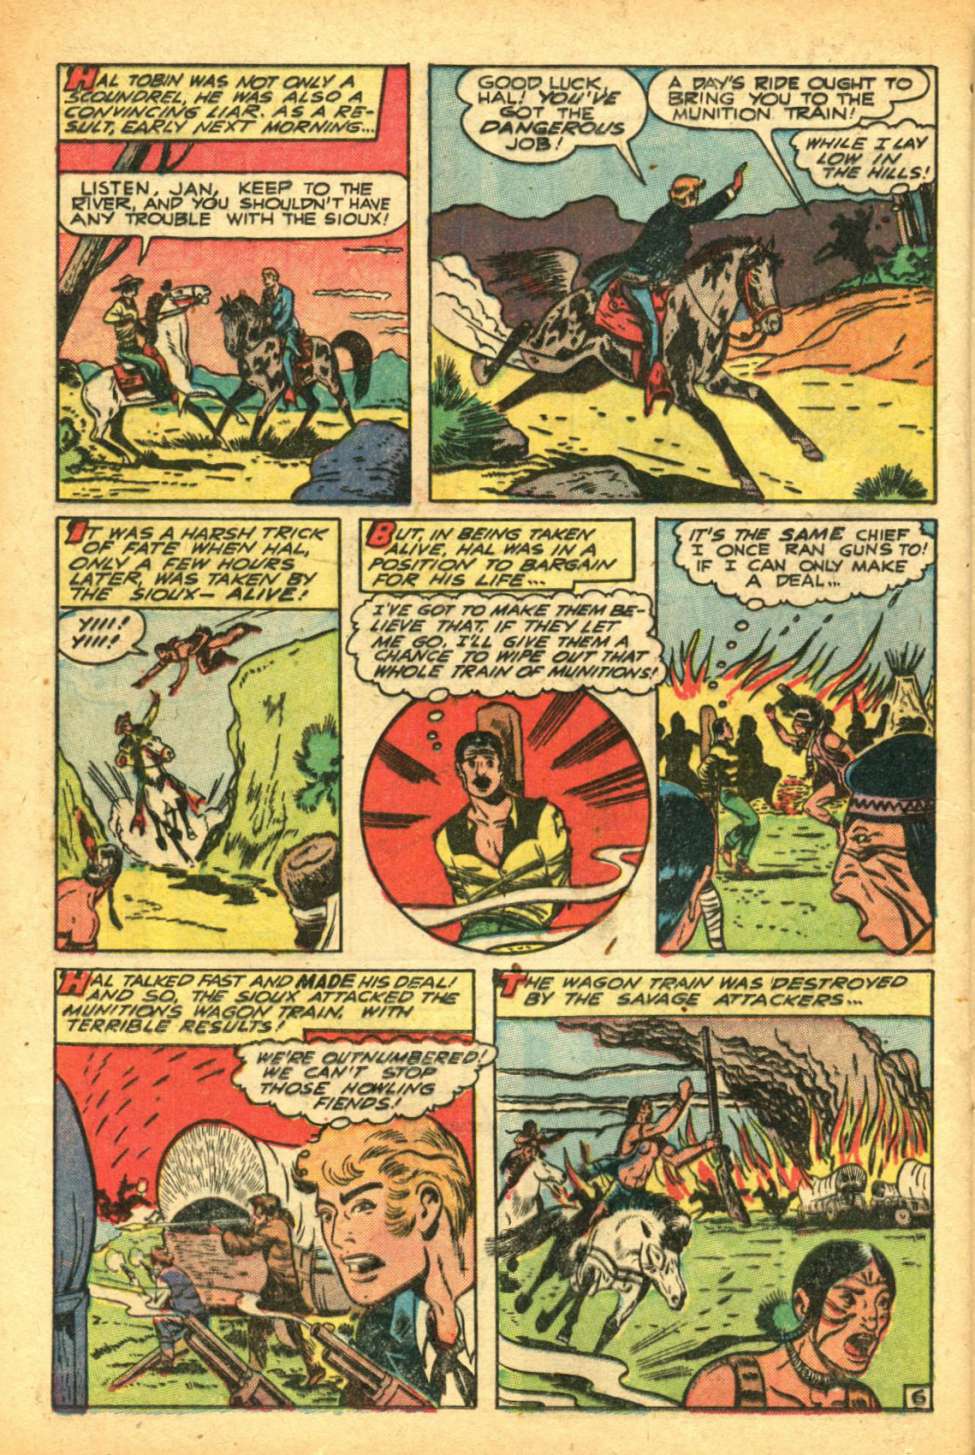 HAL TOBIN WAS NOT ONLY A
SCOUNDREL, HE WAS ALSO A
CONVINCING LIAR. AS A RE-
SULT, EARLY NEXT MORNING...
LISTEN, JAN, KEEP TO THE
RIVER, AND YOU SHOULDN'T HAVE
ANY TROUBLE WITH THE SIOUX!
GOOD LUCK,
HAL! YOU'VE
GOT THE
DANGEROUS
JOB!
A DAY'S RIDE OUGHT TO
BRING YOU TO THE
MUNITION TRAIN!
WHILE I LAY
LOW IN
THE HILLS!
IT WAS A HARSH TRICK
OF FATE WHEN HAL,
ONLY A FEW HOURS
LATER, WAS TAKEN BY
THE SIOUX— ALIVE!
YIII!
YIII!
BUT, IN BEING TAKEN
ALIVE, HAL WAS IN A
POSITION TO BARGAIN
FOR HIS LIFE...
I'VE GOT TO MAKE THEM BE-
LIEVE THAT, IF THEY LET
ME GO, I'LL GIVE THEM A
CHANCE TO WIPE OUT THAT
WHOLE TRAIN OF MUNITIONS!
IT'S THE SAME CHIEF
I ONCE RAN GUNS TO!
IF I CAN ONLY MAKE
A DEAL...
HAL TALKED FAST AND MADE HIS DEAL!
AND SO, THE SIOUX ATTACKED THE
MUNITIONS WAGON TRAIN, WITH
TERRIBLE RESULTS!
WE'RE OUTNUMBERED!
WE CAN'T STOP
THOSE HOWLING
FIENDS!
THE WAGON TRAIN WAS DESTROYED
BY THE SAVAGE ATTACKERS...
6